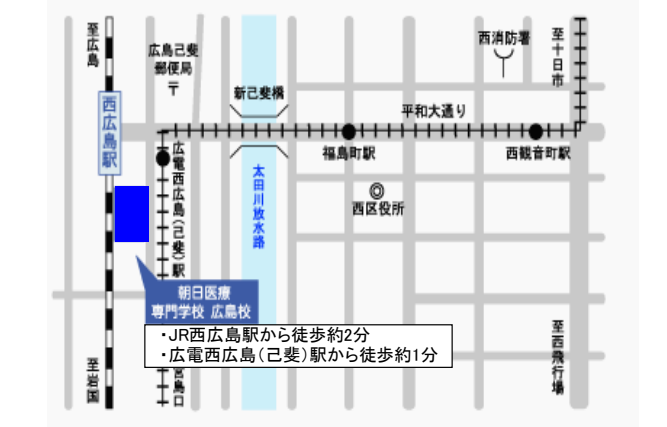 至広島
広島己斐
郵便局
〒
西広島駅
新己斐橋
西消防署
至十日市
平和大通り
福島町駅
西観音町駅
広電西広島(己斐)駅
太田川放水路
西区役所
朝日医療
専門学校 広島校
・JR西広島駅から徒歩約2分
・広電西広島(己斐)駅から徒歩約1分
至岩国
宮島口
至西飛行場